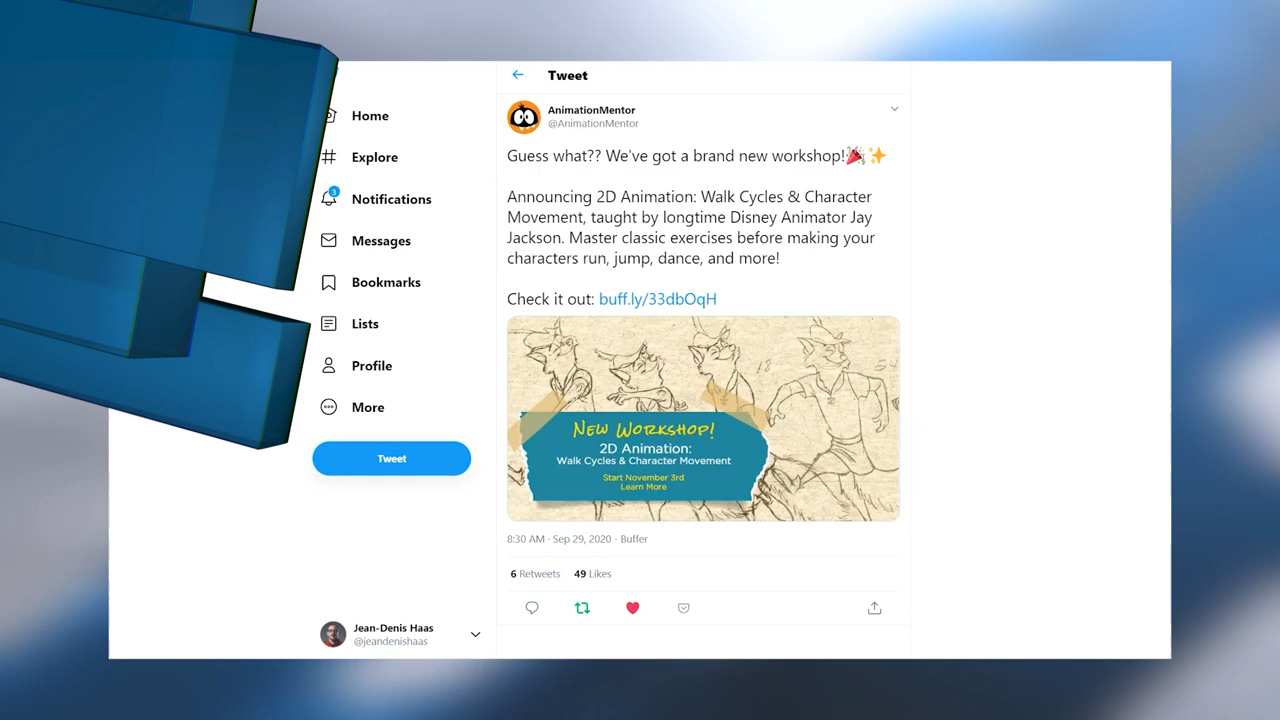 Tweet
Home
Explore
3
Notifications
Messages
Bookmarks
Lists
Profile
More
Tweet
Jean-Denis Haas
@jeandenishaas
AnimationMentor
@AnimationMentor
Guess what?? We've got a brand new workshop!🎉✨
Announcing 2D Animation: Walk Cycles & Character
Movement, taught by longtime Disney Animator Jay
Jackson. Master classic exercises before making your
characters run, jump, dance, and more!
Check it out: buff.ly/33dbOqH
New Workshop!
2D Animation:
Walk Cycles & Character Movement
Start November 3rd
Learn More
8:30 AM · Sep 29, 2020 · Buffer
6 Retweets 49 Likes